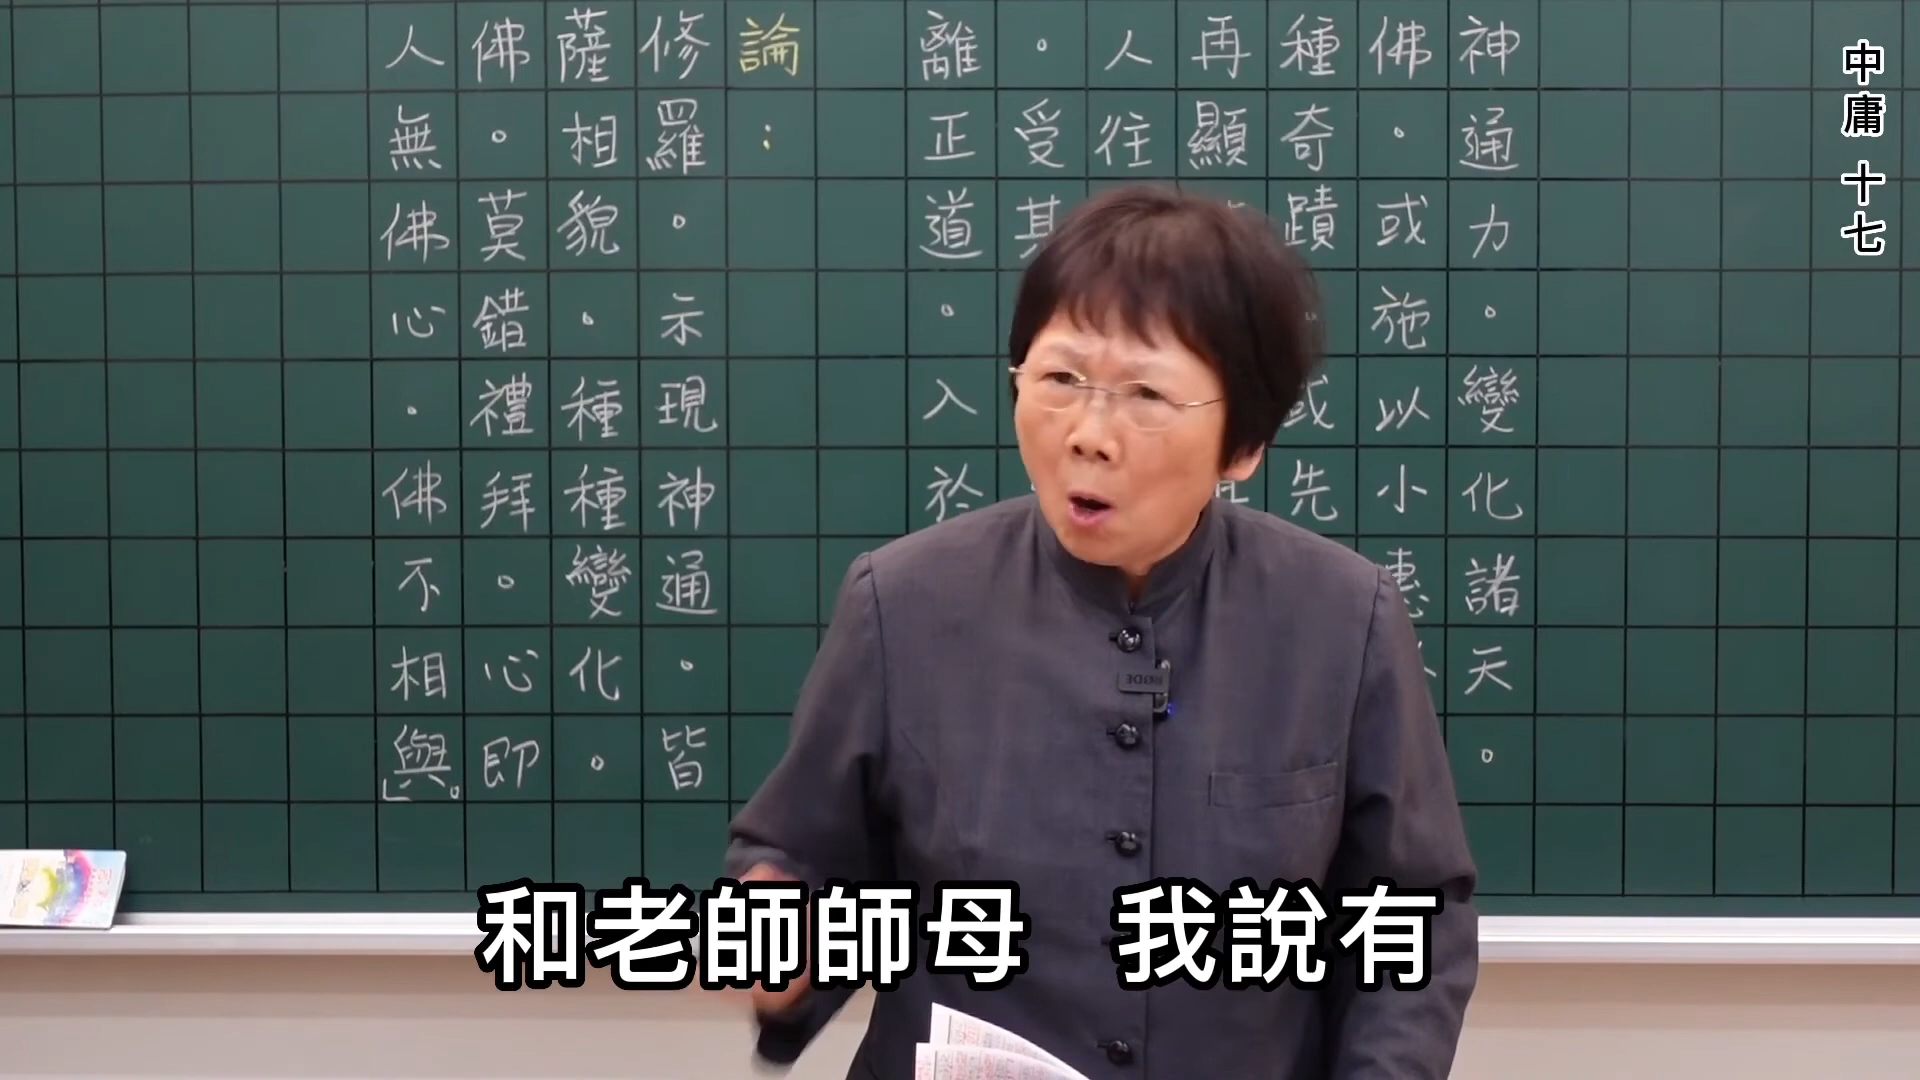 中庸 十七
神通力。變化諸天。
佛。或施以小惠
種奇蹟。或先
再顯
人往
。受其
離正道。入於
論：
修羅。示現神通。皆
薩相貌。種種變化。
佛。莫錯禮拜。心即
人無佛心。佛不相與」。
RØDE
和老師師母 我說有